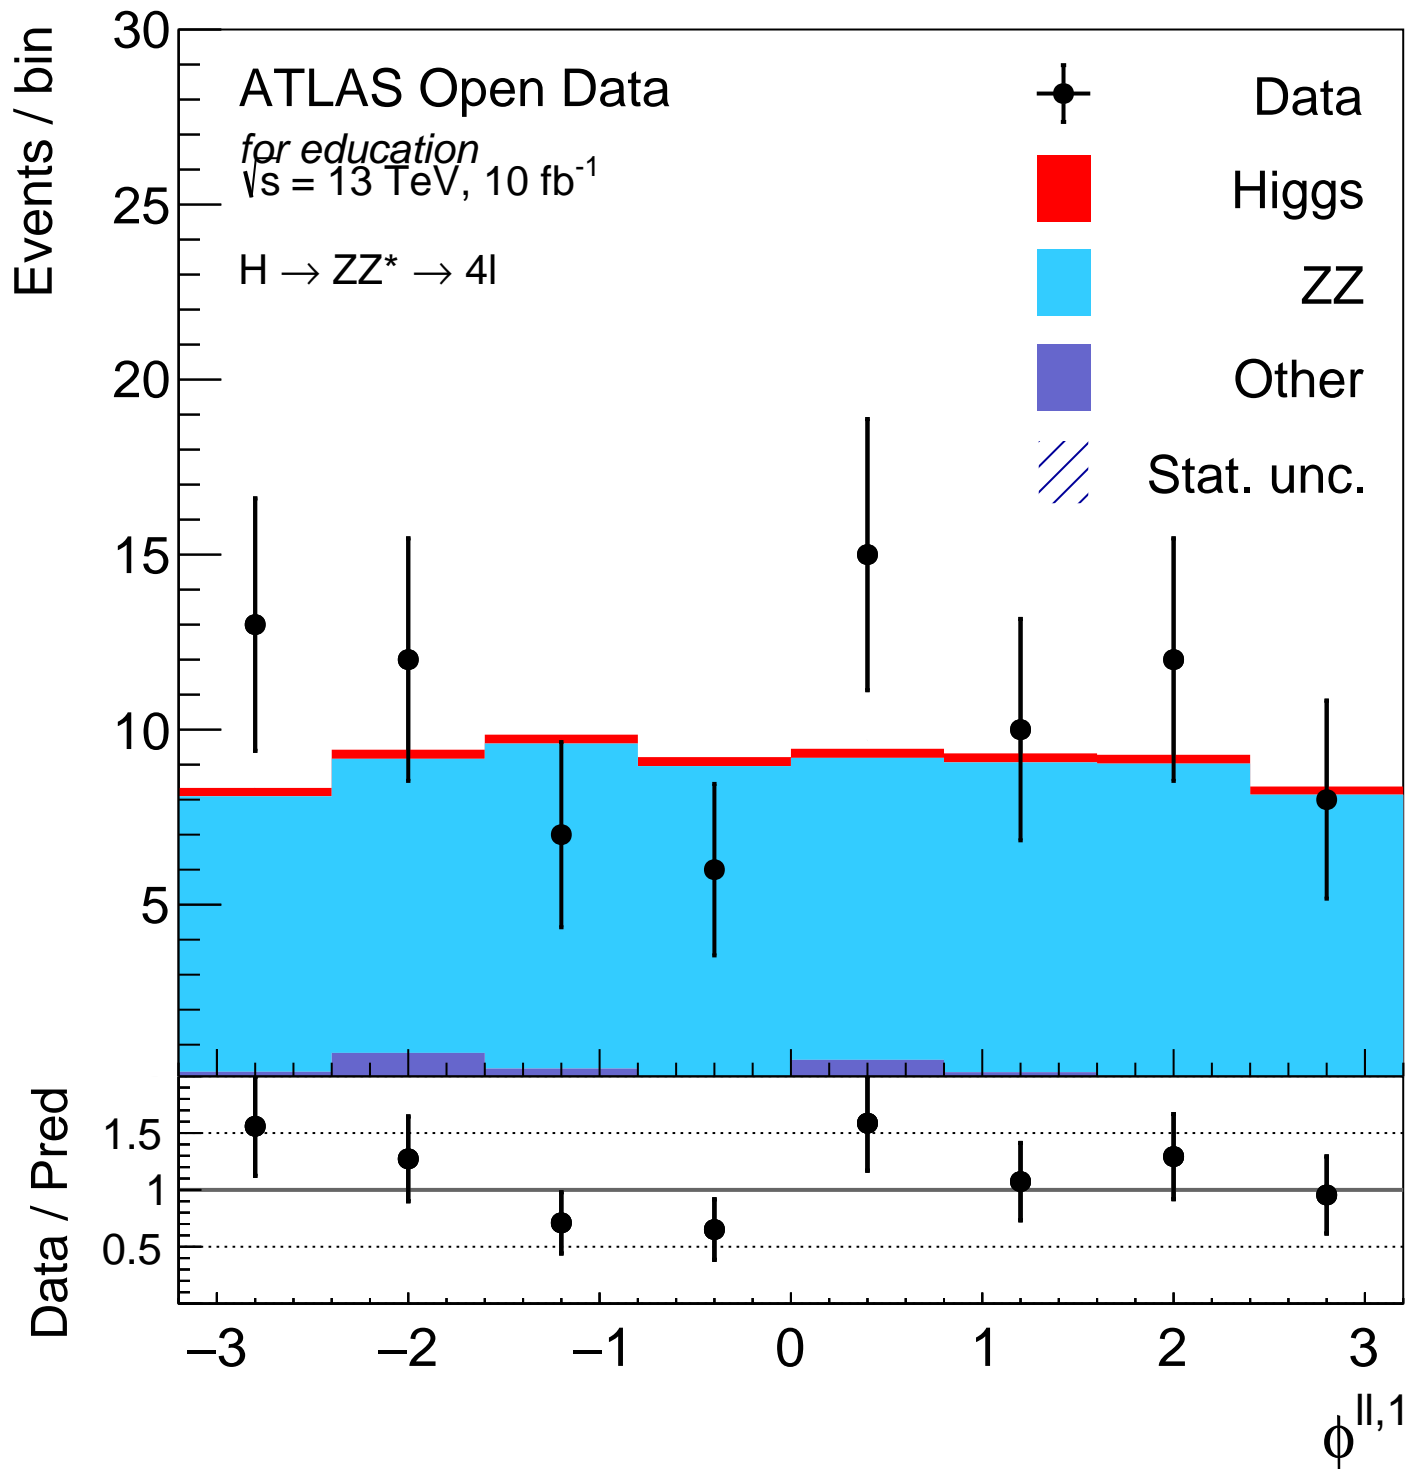 Events / bin
30
25
20
15
10
5
ATLAS Open Data
for education
√s = 13 TeV, 10 fb-1
H → ZZ* → 4l
Data
Higgs
ZZ
Other
Stat. unc.
Data / Pred
1.5
1
0.5
−3 −2 −1 0 1 2 3
ϕll,1